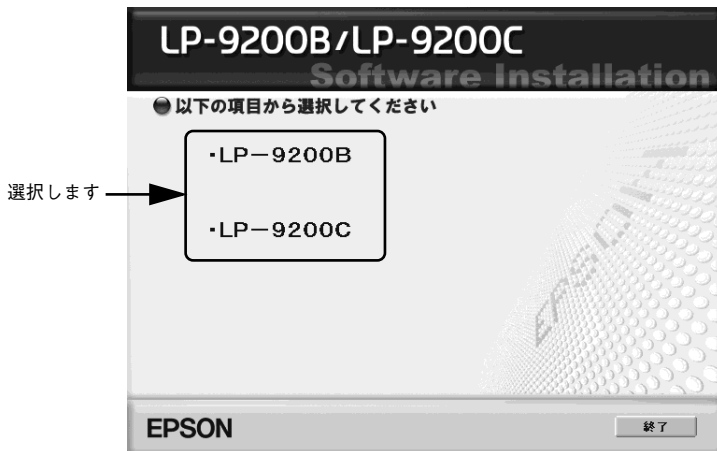 LP-9200B/LP-9200C
Software Installation
以下の項目から選択してください
・LP－9200B
選択します
・LP－9200C
EPSON
EPSON
終了